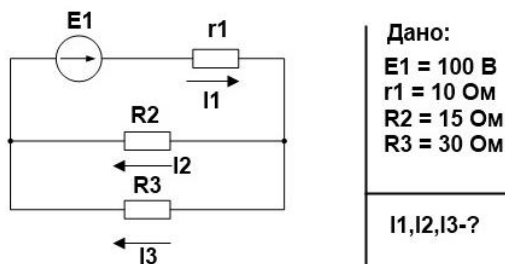 E1
r1
I1
R2
I2
R3
I3
Дано:
E1 = 100 В
r1 = 10 Ом
R2 = 15 Ом
R3 = 30 Ом
I1,I2,I3-?